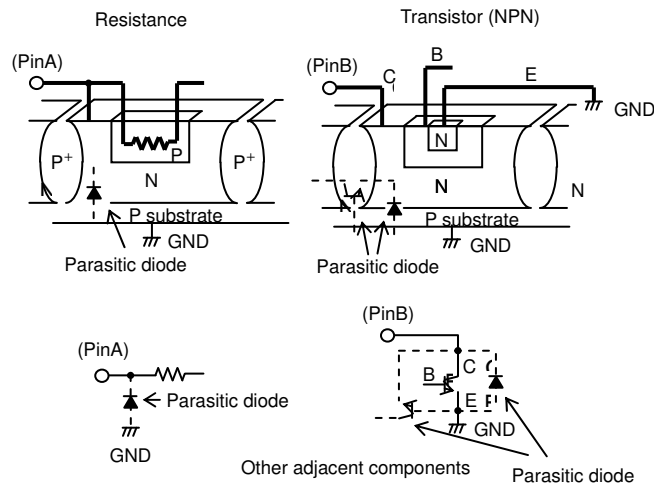 Resistance
Transistor (NPN)
(PinA)
(PinB)
C
B
E
GND
P+
P
P+
N
P substrate
GND
Parasitic diode
N
N
N
P substrate
GND
Parasitic diode
(PinA)
Parasitic diode
GND
(PinB)
B
C
E
GND
Other adjacent components
Parasitic diode